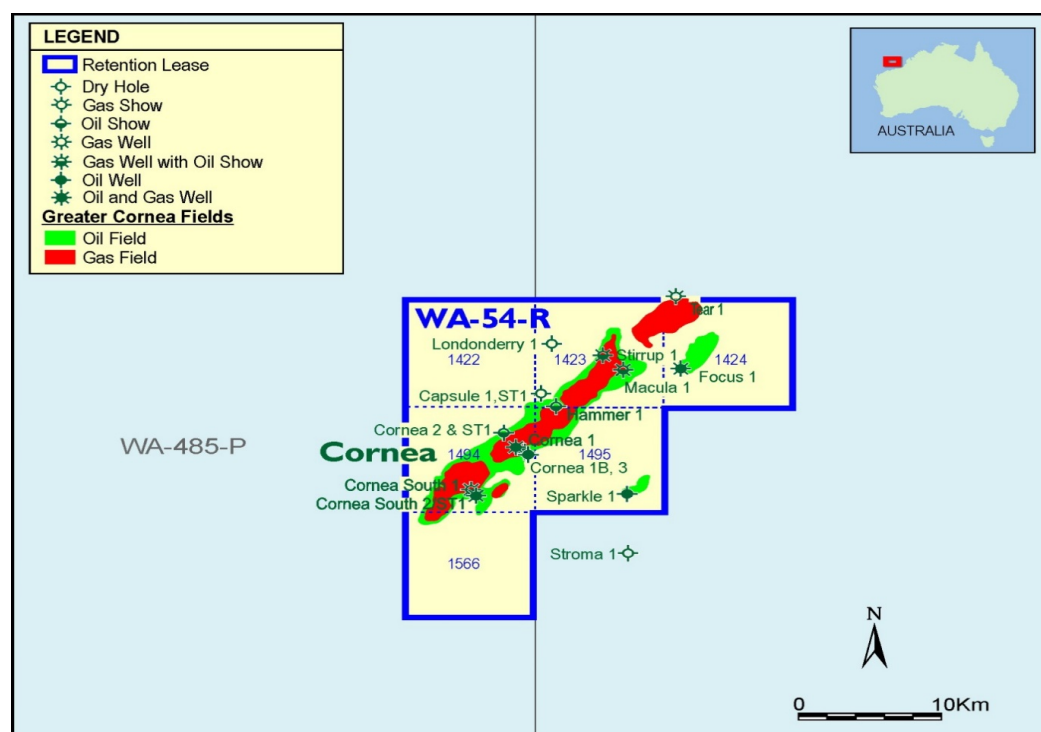 LEGEND
Retention Lease
Dry Hole
Gas Show
Oil Show
Gas Well
Gas Well with Oil Show
Oil Well
Oil and Gas Well
Greater Cornea Fields
Oil Field
Gas Field
AUSTRALIA
WA-54-R
Tear 1
Londonderry 1
1422
1423
Stirrup 1
1424
Macula 1
Focus 1
Capsule 1,ST1
Hammer 1
Cornea 2 & ST1
Cornea 1
WA-485-P
Cornea
1494
1495
Cornea 1B, 3
Cornea South 1
Cornea South 2/ST1
Sparkle 1
Stroma 1
1566
N
0 10Km